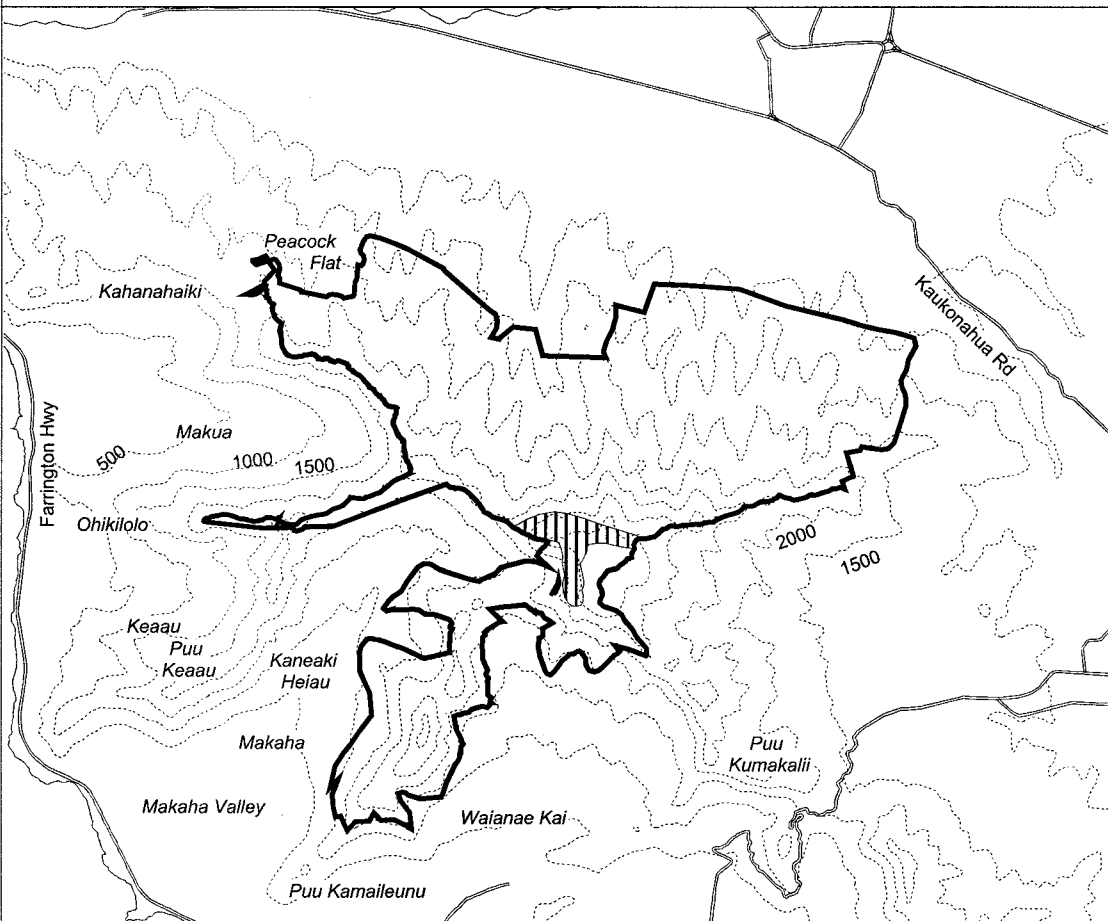 Peacock
Flat
Kahanahaiki
Kaukonahua Rd
Farrington Hwy
Makua
500
1000
1500
Ohikilolo
2000
1500
Keaau
Puu
Keaau
Kaneaki
Heiau
Makaha
Puu
Kumakalii
Makaha Valley
Waianae Kai
Puu Kamaileunu